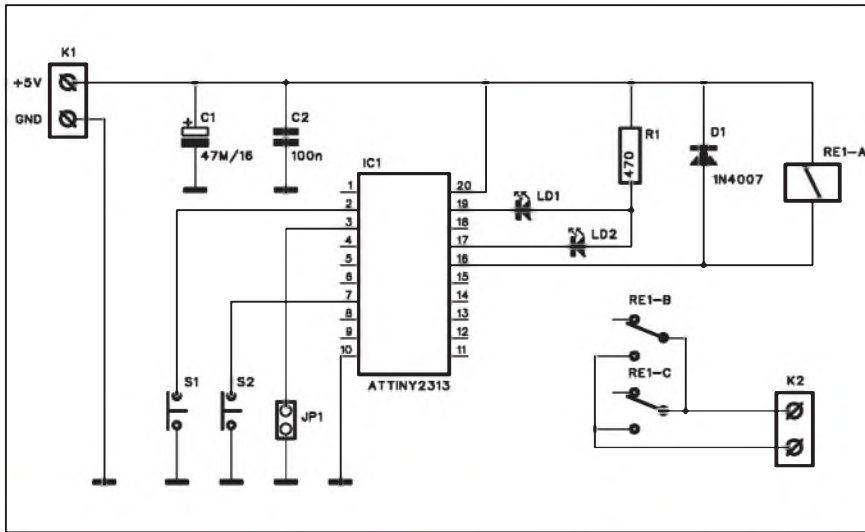 K1
+5V
GND
+
C1
47M/16
C2
100n
IC1
1
2
3
4
5
6
7
8
9
10
20
19
18
17
16
15
14
13
12
11
ATTINY2313
LD1
LD2
R1
470
D1
1N4007
RE1-A
RE1-B
RE1-C
K2
S1
S2
JP1